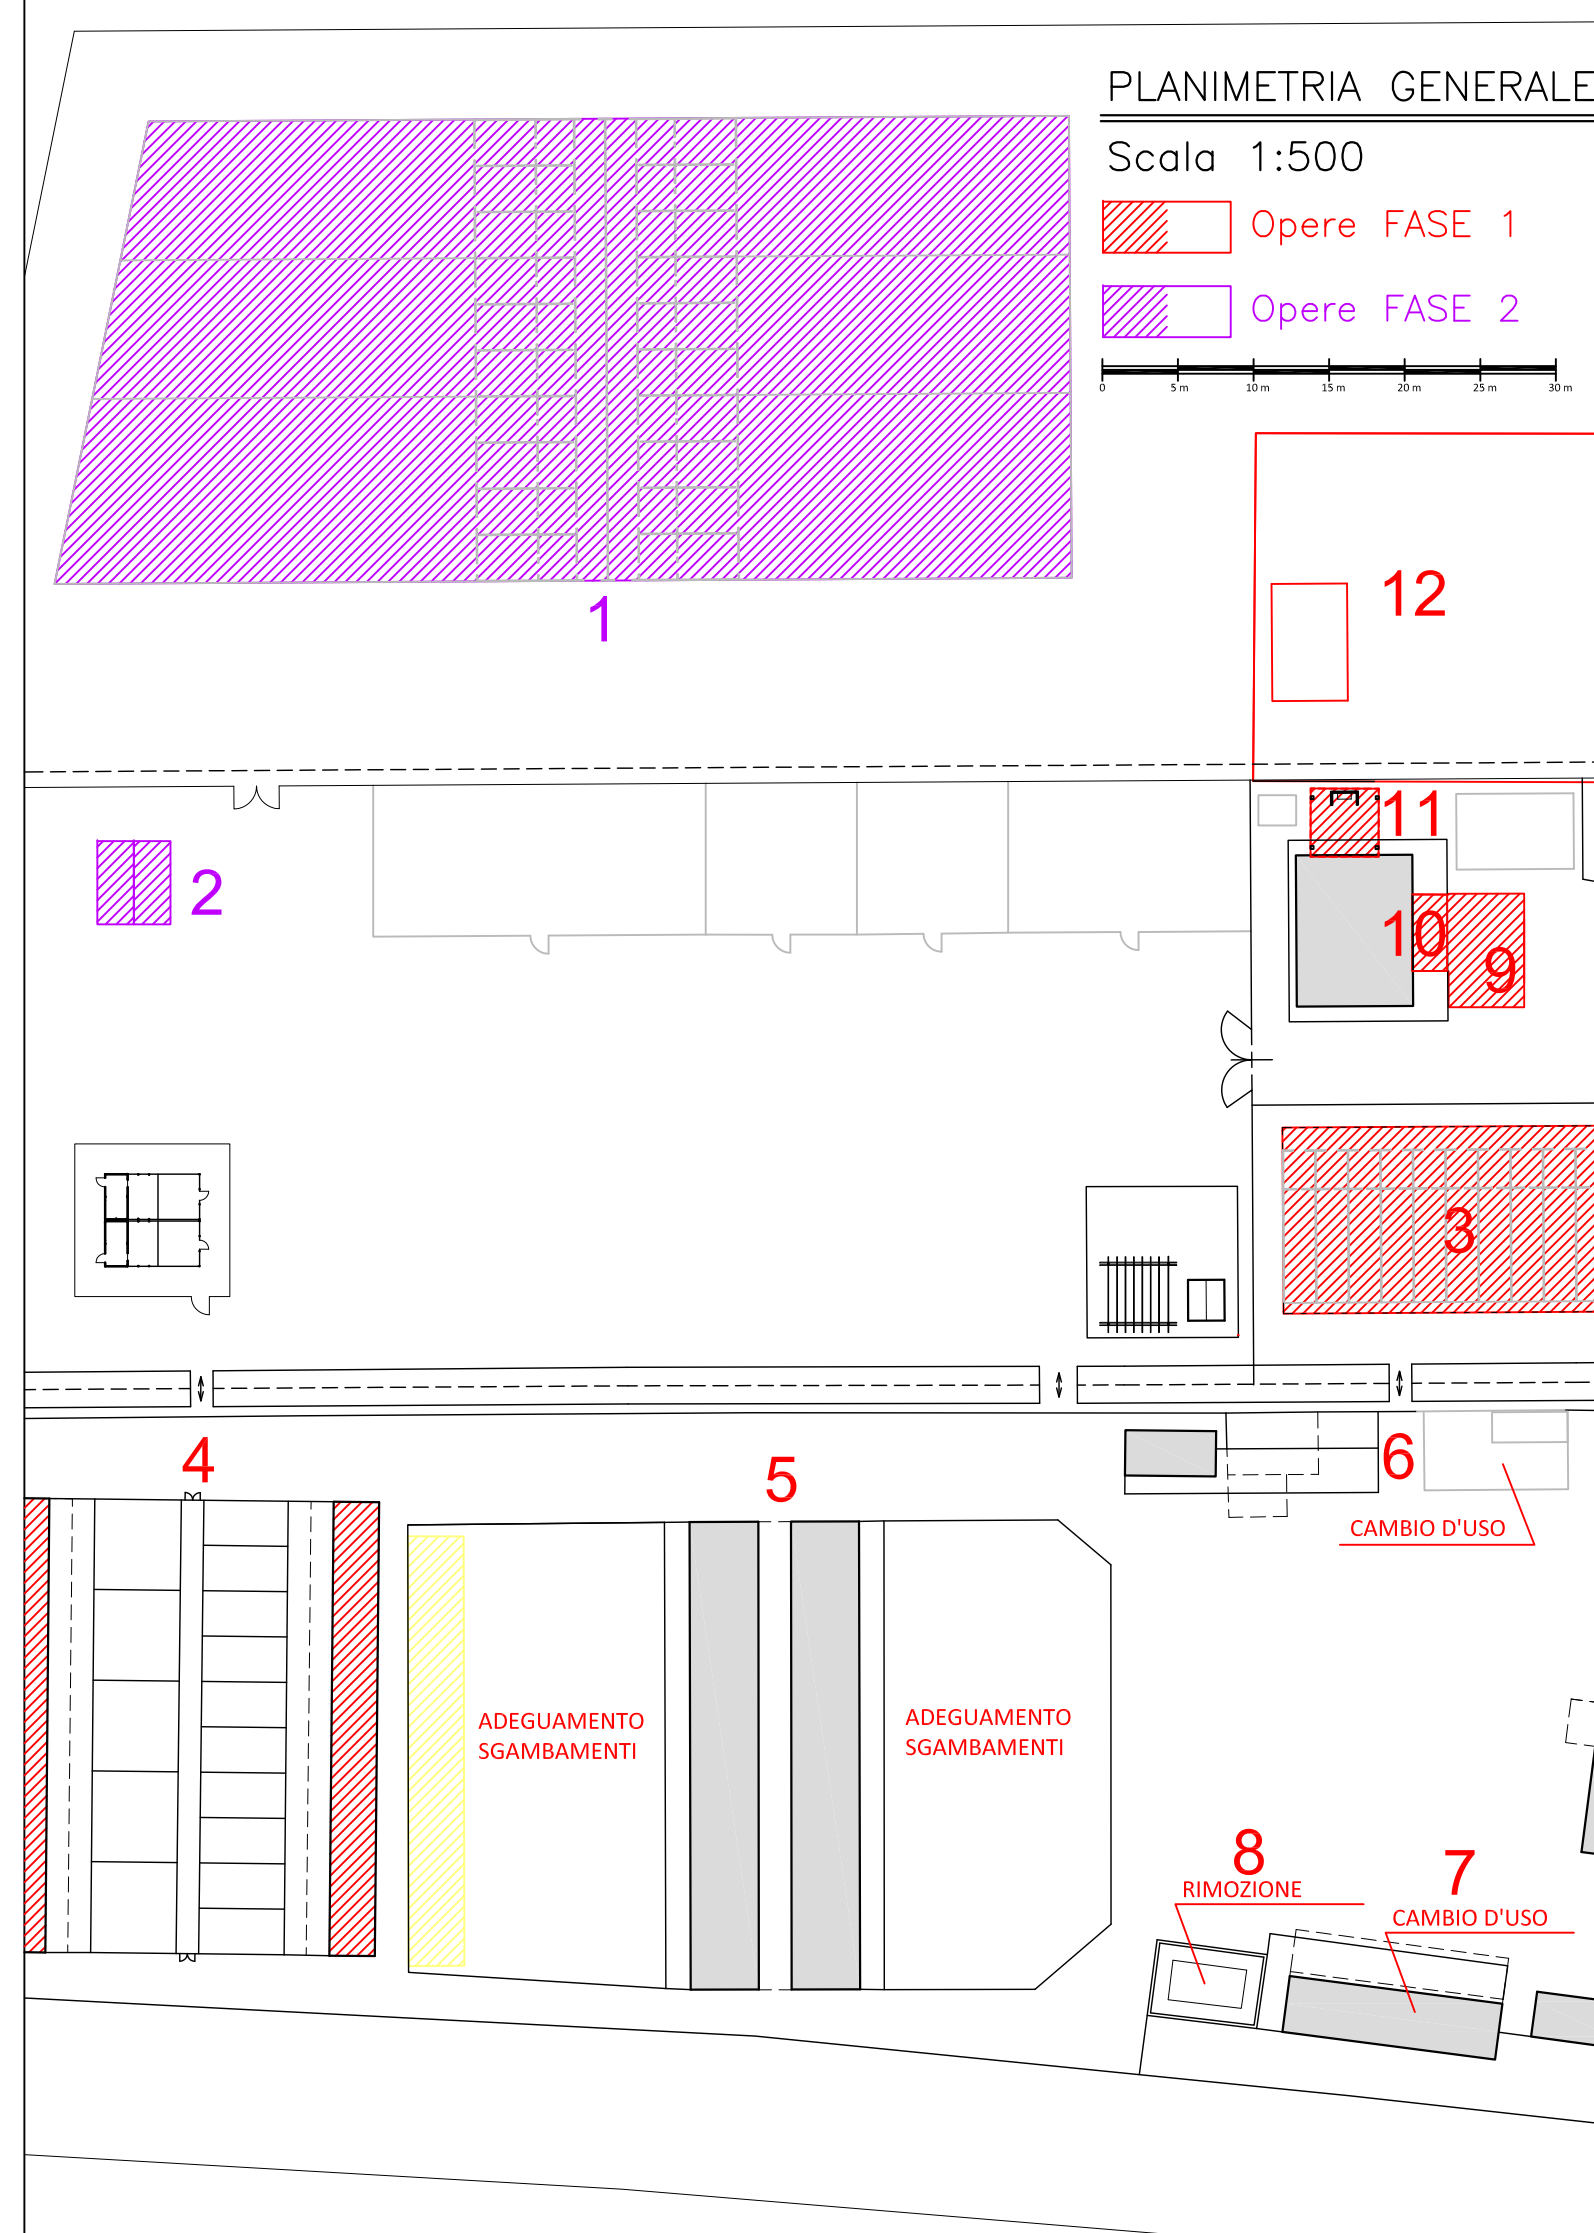 PLANIMETRIA GENERALE
Scala 1:500
Opere FASE 1
Opere FASE 2
0 5 m 10 m 15 m 20 m 25 m 30 m
12
1
11
2
10
9
3
4
5
6
CAMBIO D'USO
ADEGUAMENTO
SGAMBAMENTI
ADEGUAMENTO
SGAMBAMENTI
8
RIMOZIONE
7
CAMBIO D'USO